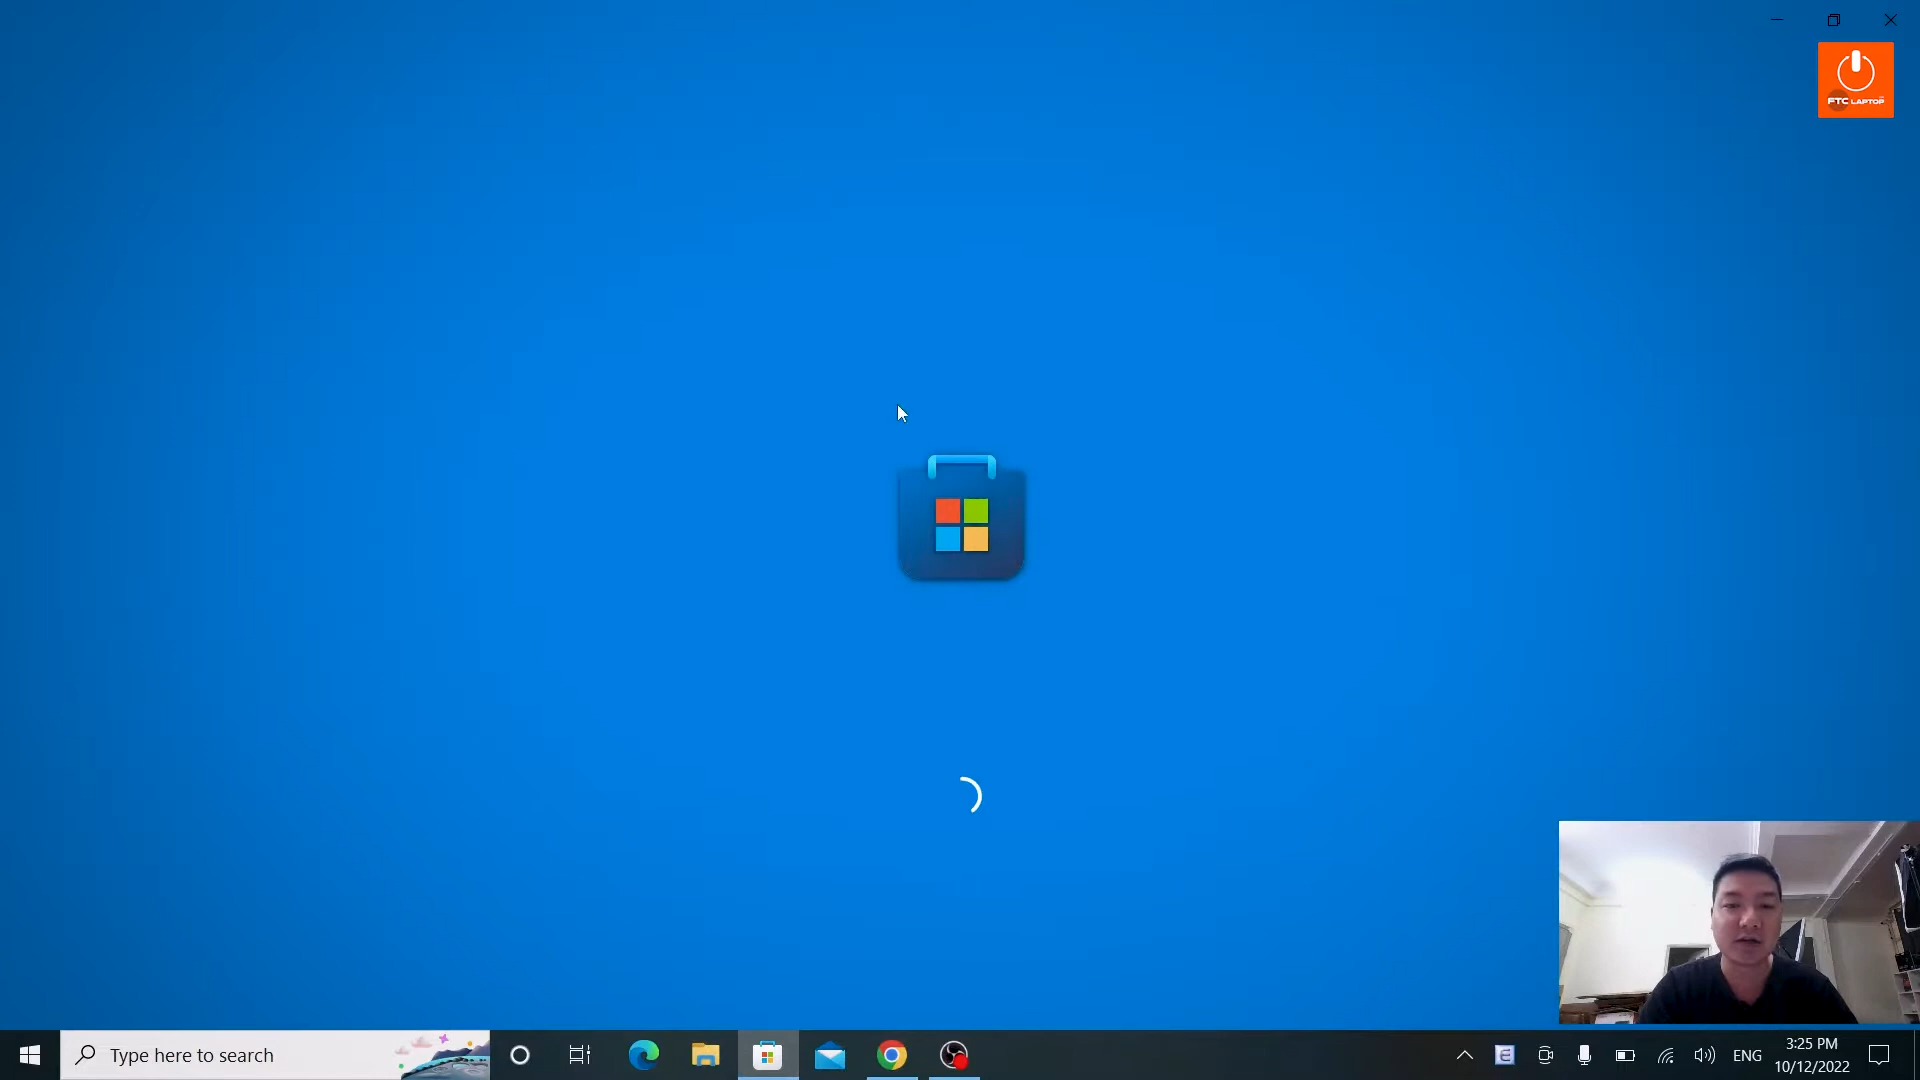 FTC LAPTOP
Type here to search
ENG
3:25 PM
10/12/2022